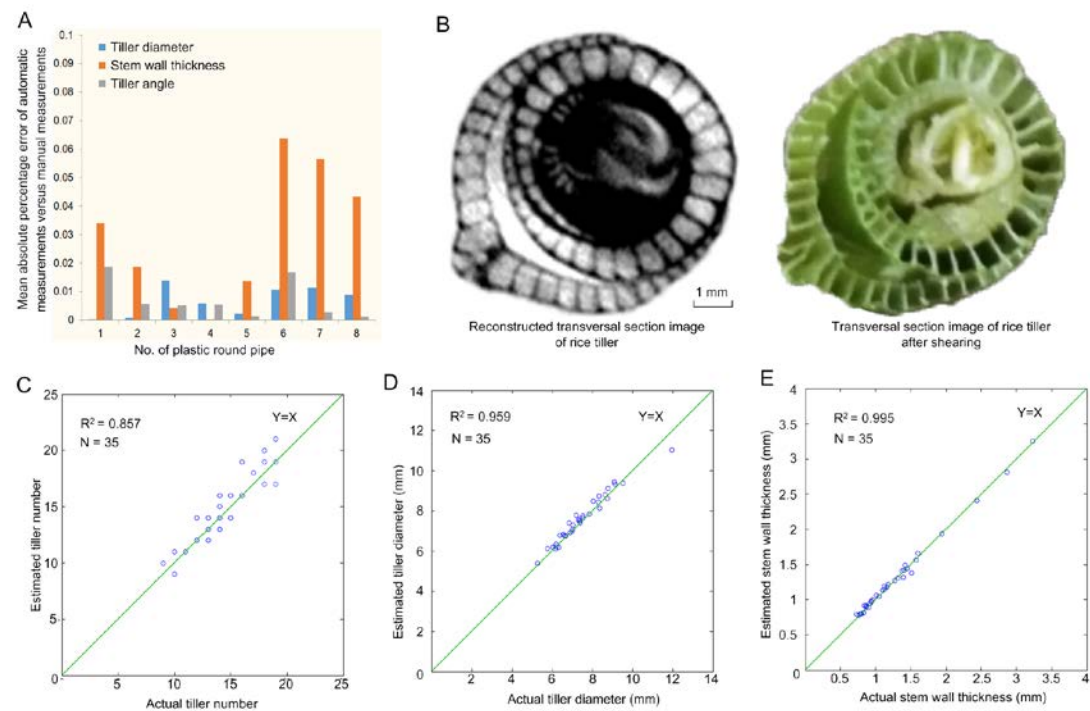 A
Mean absolute percentage error of automatic
measurements versus manual measurements
0.1
0.09
0.08
0.07
0.06
0.05
0.04
0.03
0.02
0.01
0
Tiller diameter
Stem wall thickness
Tiller angle
1 2 3 4 5 6 7 8
No. of plastic round pipe
B
1 mm
Reconstructed transversal section image
of rice tiller
Transversal section image of rice tiller
after shearing
C
Estimated tiller number
25
20
15
10
5
0
R² = 0.857
N = 35
Y=X
5 10 15 20 25
Actual tiller number
D
Estimated tiller diameter (mm)
14
12
10
8
6
4
2
0
R² = 0.959
N = 35
Y=X
2 4 6 8 10 12 14
Actual tiller diameter (mm)
E
Estimated stem wall thickness (mm)
4
3.5
3
2.5
2
1.5
1
0.5
0
R² = 0.995
N = 35
Y=X
0.5 1 1.5 2 2.5 3 3.5 4
Actual stem wall thickness (mm)